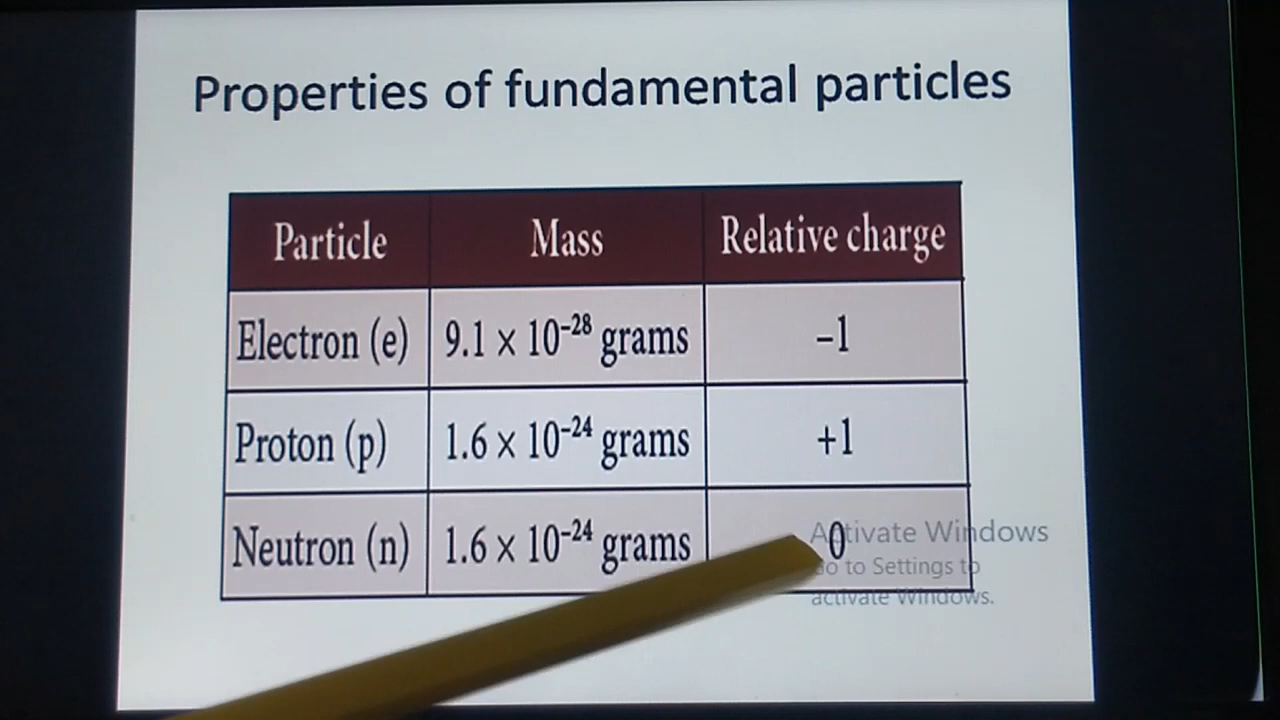 Properties of fundamental particles
Particle Mass Relative charge
Electron (e) 9.1 × 10⁻²⁸ grams –1
Proton (p) 1.6 × 10⁻²⁴ grams +1
Neutron (n) 1.6 × 10⁻²⁴ grams 0
Activate Windows
Go to Settings to
activate Windows.